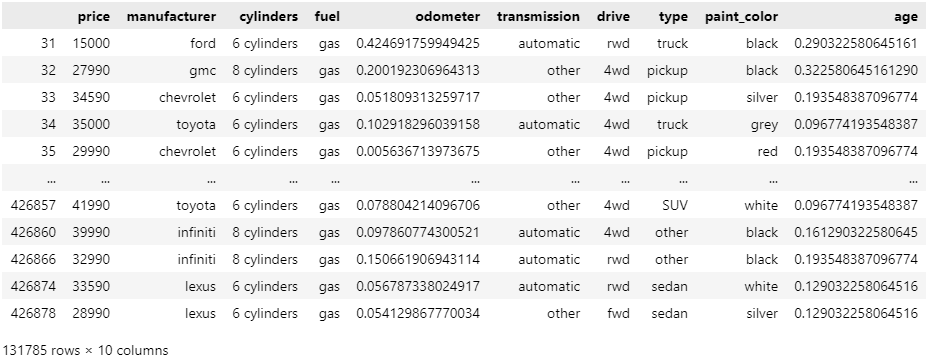 price manufacturer cylinders fuel odometer transmission drive type paint_color age
31 15000 ford 6 cylinders gas 0.424691759949425 automatic rwd truck black 0.290322580645161
32 27990 gmc 8 cylinders gas 0.200192306964313 other 4wd pickup black 0.322580645161290
33 34590 chevrolet 6 cylinders gas 0.051809313259717 other 4wd pickup silver 0.193548387096774
34 35000 toyota 6 cylinders gas 0.102918296039158 automatic 4wd truck grey 0.096774193548387
35 29990 chevrolet 6 cylinders gas 0.005636713973675 other 4wd pickup red 0.193548387096774
... ... ... ... ... ... ... ... ... ... ...
426857 41990 toyota 6 cylinders gas 0.078804214096706 other 4wd SUV white 0.096774193548387
426860 39990 infiniti 8 cylinders gas 0.097860774300521 automatic 4wd other black 0.161290322580645
426866 32990 infiniti 8 cylinders gas 0.150661906943114 automatic rwd other black 0.193548387096774
426874 33590 lexus 6 cylinders gas 0.056787338024917 automatic rwd sedan white 0.129032258064516
426878 28990 lexus 6 cylinders gas 0.054129867770034 other fwd sedan silver 0.129032258064516
131785 rows × 10 columns